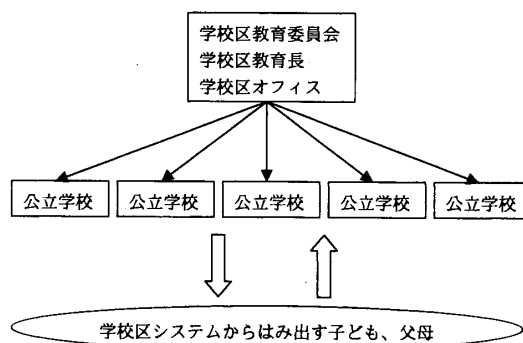 学校区教育委員会
学校区教育長
学校区オフィス
公立学校 公立学校 公立学校 公立学校 公立学校
学校区システムからはみ出す子ども、父母